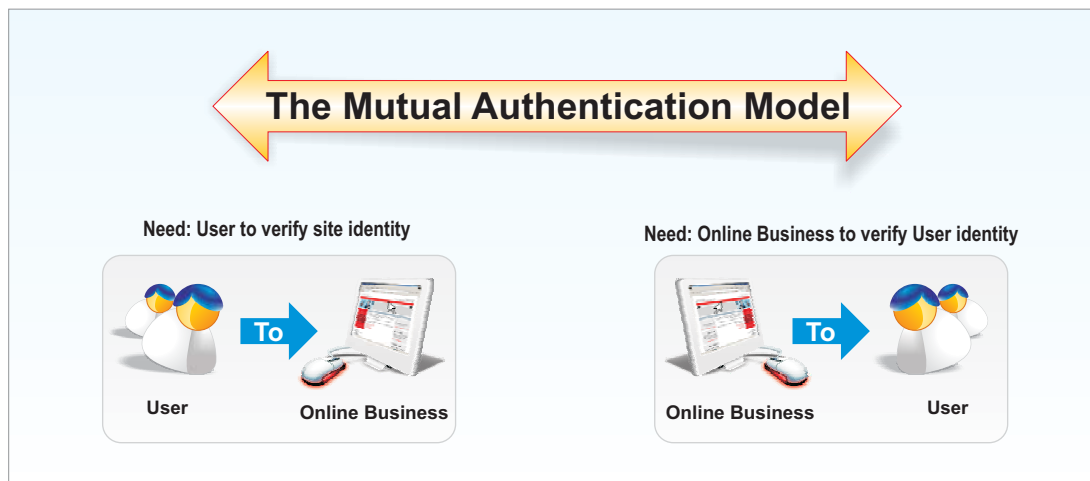 The Mutual Authentication Model
Need: User to verify site identity
To
User
Online Business
Need: Online Business to verify User identity
To
Online Business
User